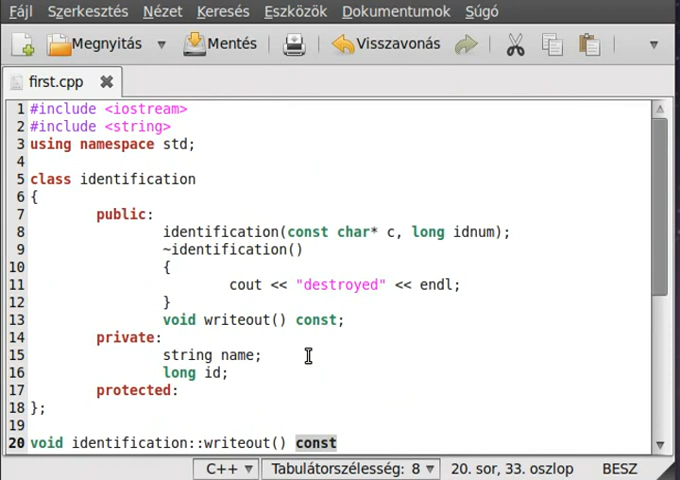 Fájl Szerkesztés Nézet Keresés Eszközök Dokumentumok Súgó
Megnyitás Mentés Visszavonás
first.cpp
1 #include <iostream>
2 #include <string>
3 using namespace std;
4
5 class identification
6 {
7 public:
8 identification(const char* c, long idnum);
9 ~identification()
10 {
11 cout << "destroyed" << endl;
12 }
13 void writeout() const;
14 private:
15 string name;
16 long id;
17 protected:
18 };
19
20 void identification::writeout() const
C++ Tabulátorszélesség: 8 20. sor, 33. oszlop BESZ